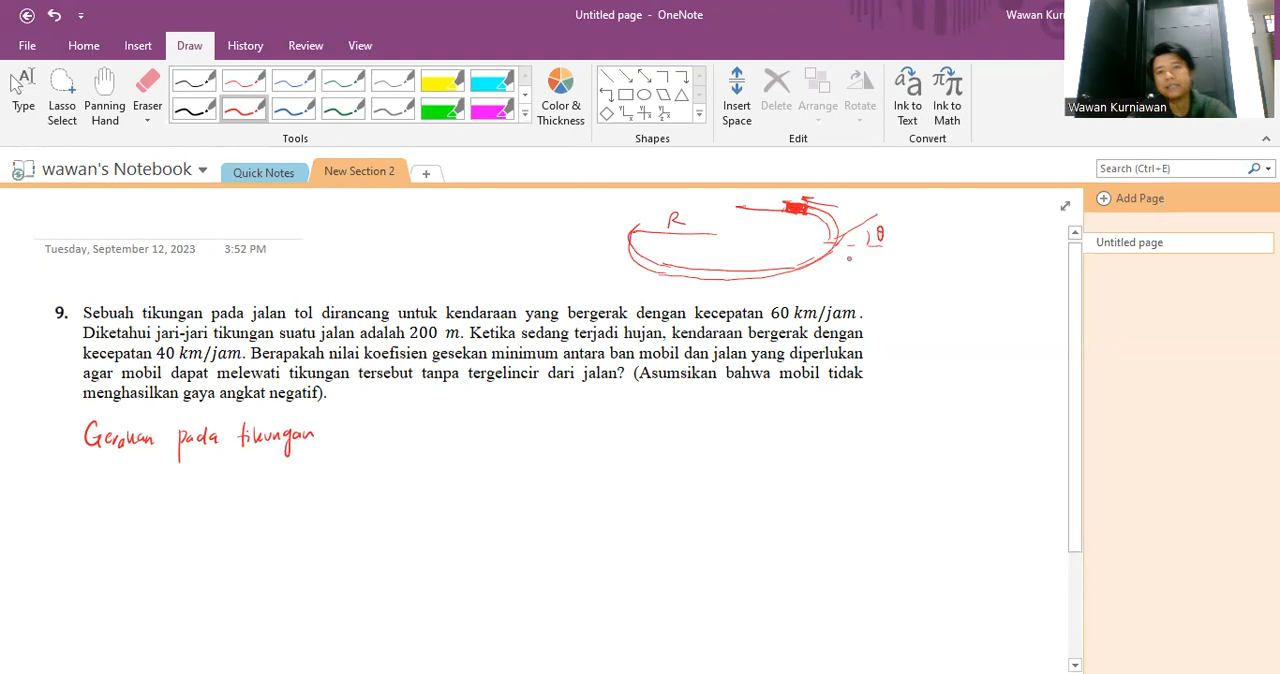 Untitled page - OneNote
Wawan Kurn
File Home Insert Draw History Review View
Type
Lasso Select
Panning Hand
Eraser
Color & Thickness
Insert Space
Delete
Arrange
Rotate
Ink to Text
Ink to Math
Tools
Shapes
Edit
Convert
Wawan Kurniawan
wawan's Notebook
Quick Notes
New Section 2
Search (Ctrl+E)
Add Page
Untitled page
R
θ
Tuesday, September 12, 2023 3:52 PM
9. Sebuah tikungan pada jalan tol dirancang untuk kendaraan yang bergerak dengan kecepatan 60 km/jam.
Diketahui jari-jari tikungan suatu jalan adalah 200 m. Ketika sedang terjadi hujan, kendaraan bergerak dengan
kecepatan 40 km/jam. Berapakah nilai koefisien gesekan minimum antara ban mobil dan jalan yang diperlukan
agar mobil dapat melewati tikungan tersebut tanpa tergelincir dari jalan? (Asumsikan bahwa mobil tidak
menghasilkan gaya angkat negatif).
Gerakan pada tikungan